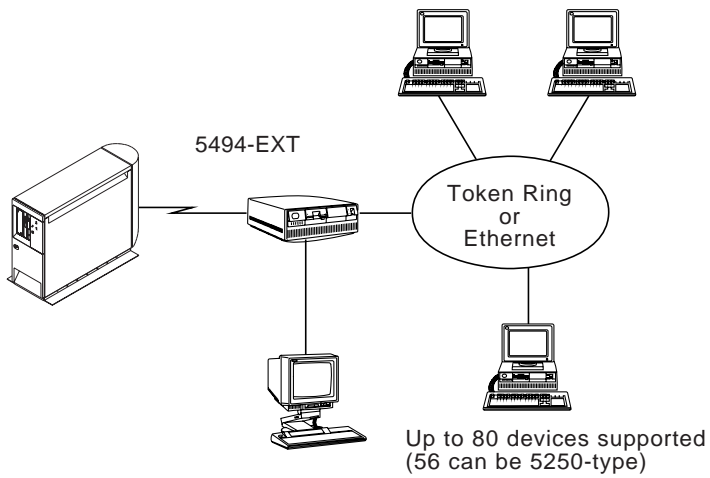 5494-EXT
Token Ring
or
Ethernet
Up to 80 devices supported
(56 can be 5250-type)